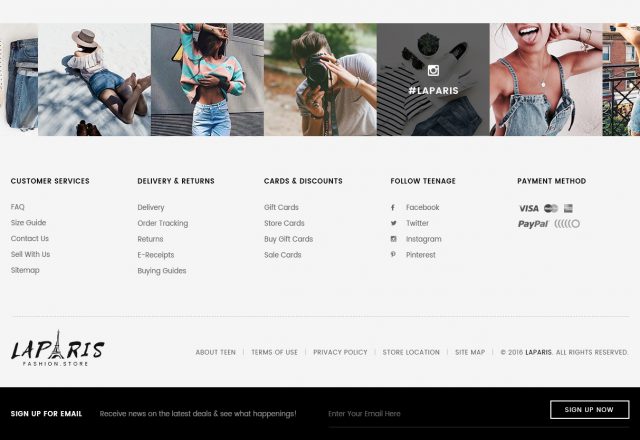 #LAPARIS
CUSTOMER SERVICES
FAQ
Size Guide
Contact Us
Sell With Us
Sitemap
DELIVERY & RETURNS
Delivery
Order Tracking
Returns
E-Receipts
Buying Guides
CARDS & DISCOUNTS
Gift Cards
Store Cards
Buy Gift Cards
Sale Cards
FOLLOW TEENAGE
Facebook
Twitter
Instagram
Pinterest
PAYMENT METHOD
VISA
PayPal
LAPARIS
FASHION.STORE
ABOUT TEEN | TERMS OF USE | PRIVACY POLICY | STORE LOCATION | SITE MAP | © 2016 LAPARIS. ALL RIGHTS RESERVED.
SIGN UP FOR EMAIL Receive news on the latest deals & see what happenings! Enter Your Email Here SIGN UP NOW